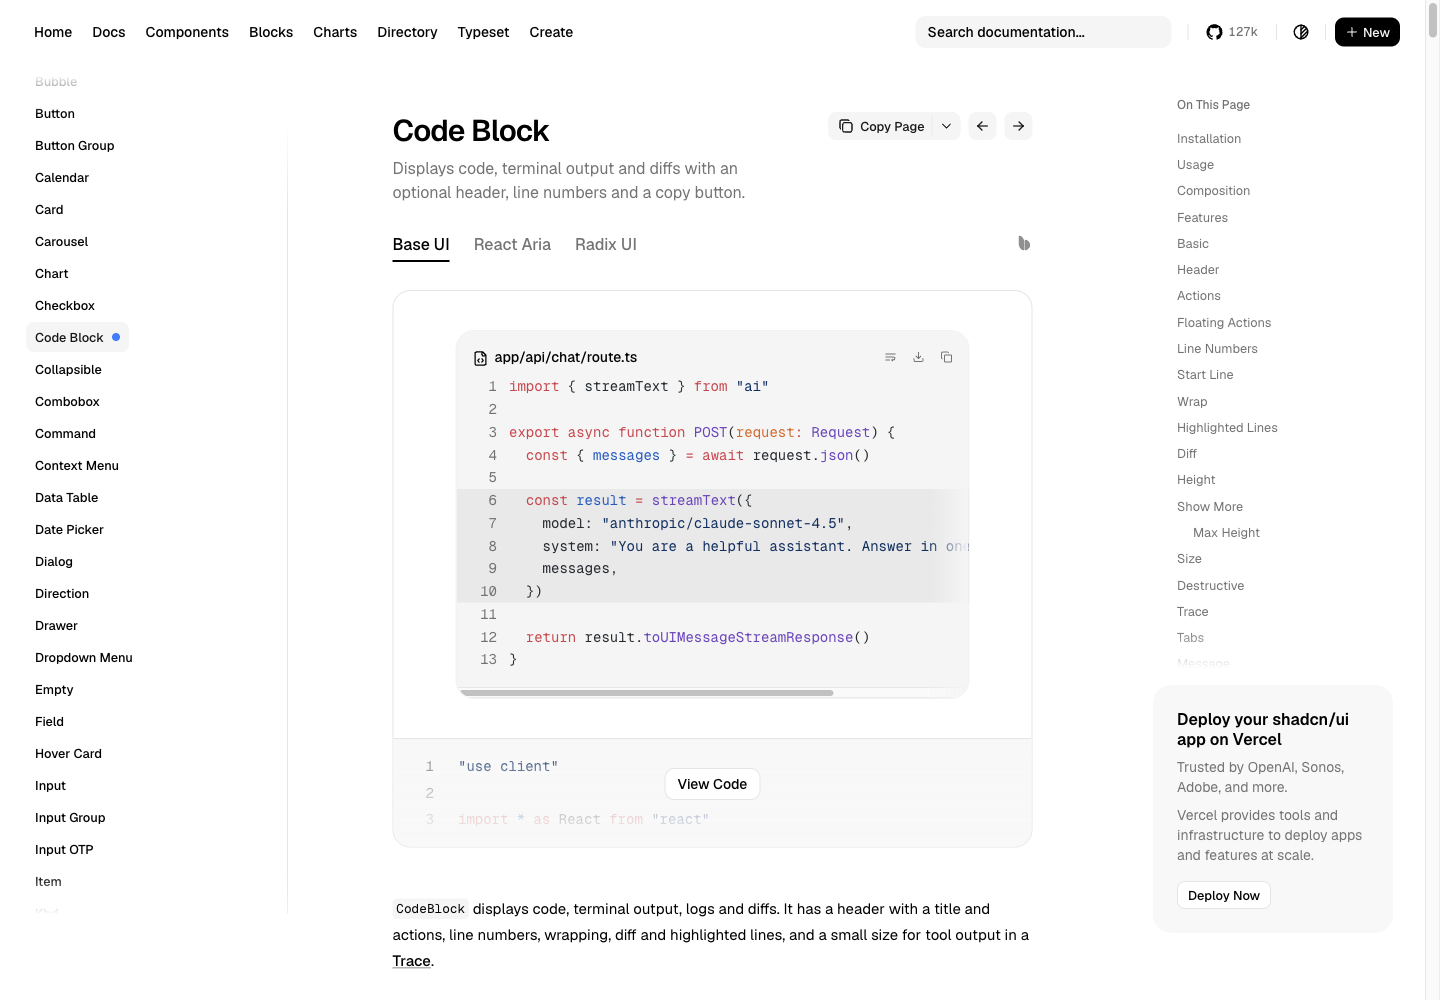 Home Docs Components Blocks Charts Directory Typeset Create
Search documentation...
127k
New
Bubble
Button
Button Group
Calendar
Card
Carousel
Chart
Checkbox
Code Block
Collapsible
Combobox
Command
Context Menu
Data Table
Date Picker
Dialog
Direction
Drawer
Dropdown Menu
Empty
Field
Hover Card
Input
Input Group
Input OTP
Item
Code Block
Copy Page
Displays code, terminal output and diffs with an
optional header, line numbers and a copy button.
Base UI React Aria Radix UI
app/api/chat/route.ts
1 import { streamText } from "ai"
2
3 export async function POST(request: Request) {
4 const { messages } = await request.json()
5
6 const result = streamText({
7 model: "anthropic/claude-sonnet-4.5",
8 system: "You are a helpful assistant. Answer in one
9 messages,
10 })
11
12 return result.toUIMessageStreamResponse()
13 }
1 "use client"
2
3 import * as React from "react"
View Code
CodeBlock displays code, terminal output, logs and diffs. It has a header with a title and
actions, line numbers, wrapping, diff and highlighted lines, and a small size for tool output in a
Trace.
On This Page
Installation
Usage
Composition
Features
Basic
Header
Actions
Floating Actions
Line Numbers
Start Line
Wrap
Highlighted Lines
Diff
Height
Show More
Max Height
Size
Destructive
Trace
Tabs
Message
Deploy your shadcn/ui
app on Vercel
Trusted by OpenAI, Sonos,
Adobe, and more.
Vercel provides tools and
infrastructure to deploy apps
and features at scale.
Deploy Now